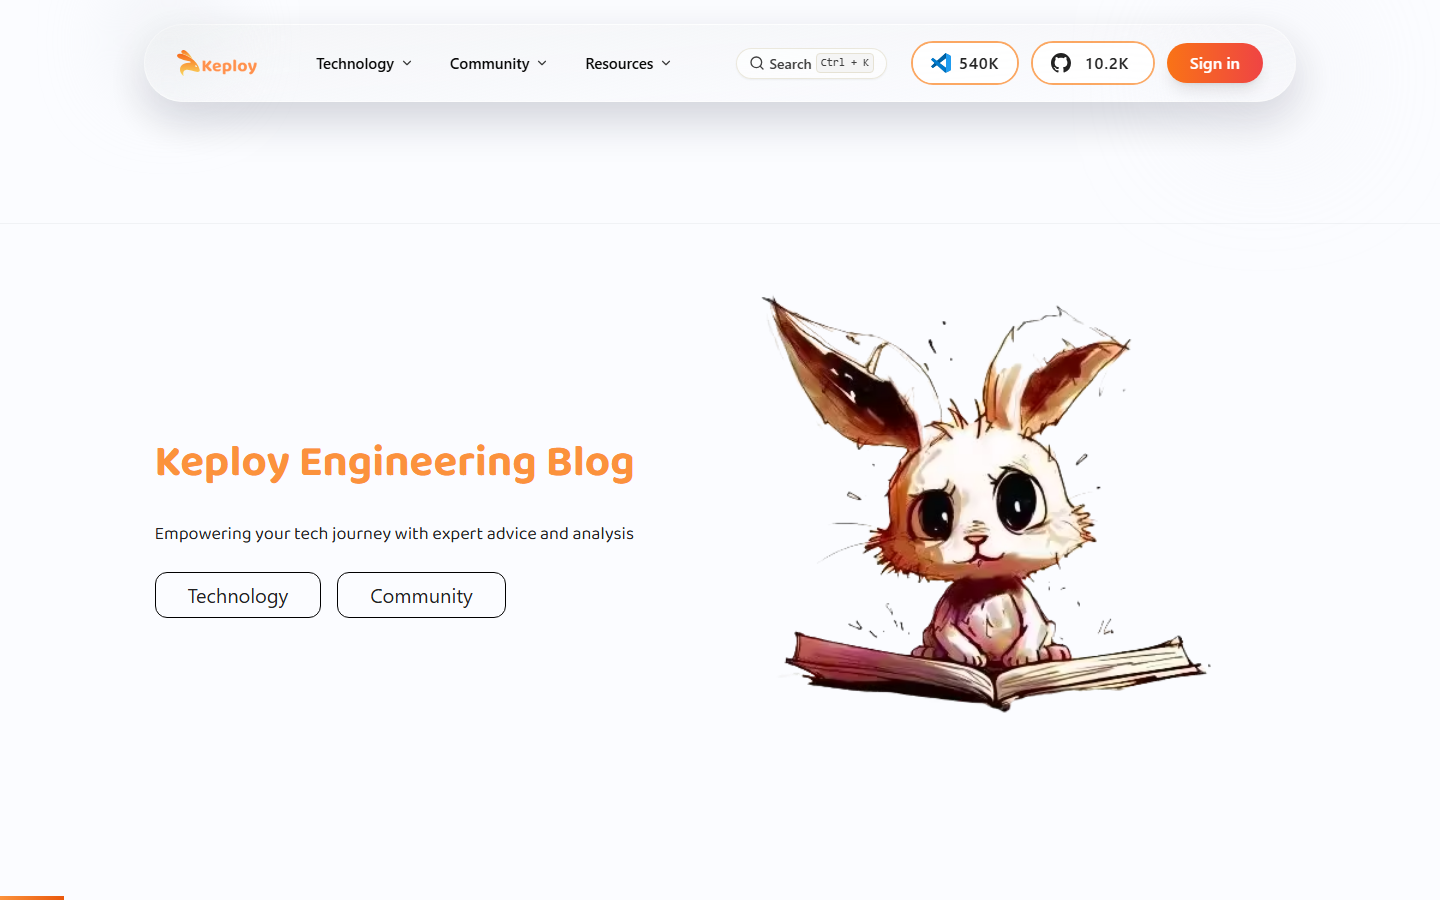 Keploy
Technology
Community
Resources
Search Ctrl + K
540K
10.2K
Sign in
Keploy Engineering Blog
Empowering your tech journey with expert advice and analysis
Technology
Community